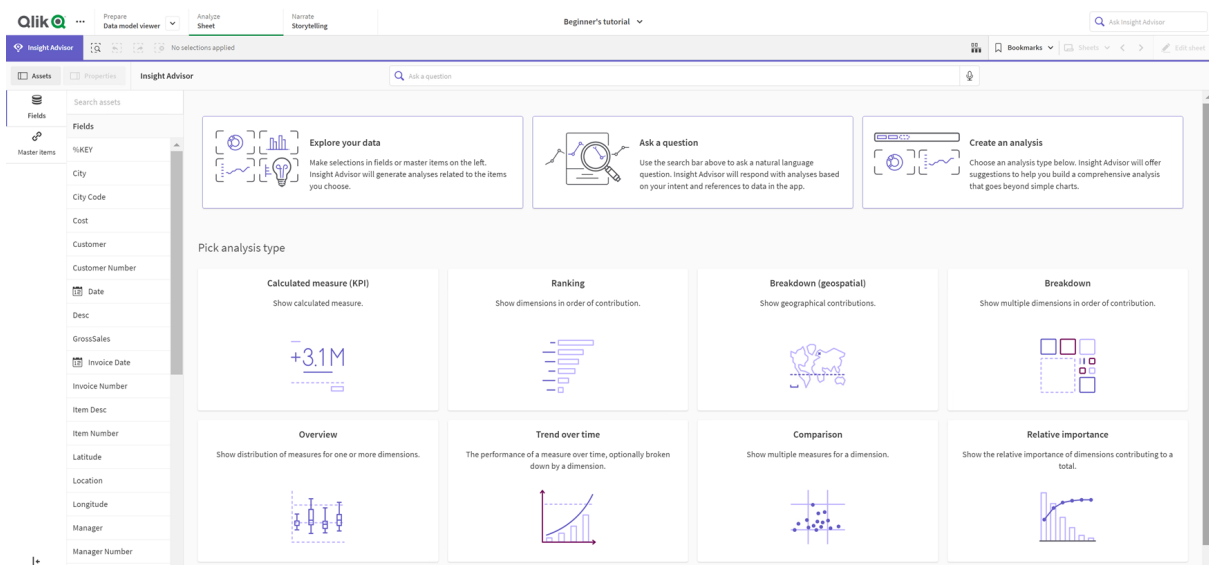 Qlik
Prepare
Data model viewer
Analyze
Sheet
Narrate
Storytelling
Beginner's tutorial
Ask Insight Advisor
Insight Advisor
No selections applied
Bookmarks
Sheets
Edit sheet
Assets
Properties
Insight Advisor
Ask a question
Fields
Master items
Search assets
Fields
%KEY
City
City Code
Cost
Customer
Customer Number
Date
Desc
GrossSales
Invoice Date
Invoice Number
Item Desc
Item Number
Latitude
Location
Longitude
Manager
Manager Number
Explore your data
Make selections in fields or master items on the left.
Insight Advisor will generate analyses related to the items
you choose.
Ask a question
Use the search bar above to ask a natural language
question. Insight Advisor will respond with analyses based
on your intent and references to data in the app.
Create an analysis
Choose an analysis type below. Insight Advisor will offer
suggestions to help you build a comprehensive analysis
that goes beyond simple charts.
Pick analysis type
Calculated measure (KPI)
Show calculated measure.
+3.1M
Ranking
Show dimensions in order of contribution.
Breakdown (geospatial)
Show geographical contributions.
Breakdown
Show multiple dimensions in order of contribution.
Overview
Show distribution of measures for one or more dimensions.
Trend over time
The performance of a measure over time, optionally broken
down by a dimension.
Comparison
Show multiple measures for a dimension.
Relative importance
Show the relative importance of dimensions contributing to a
total.